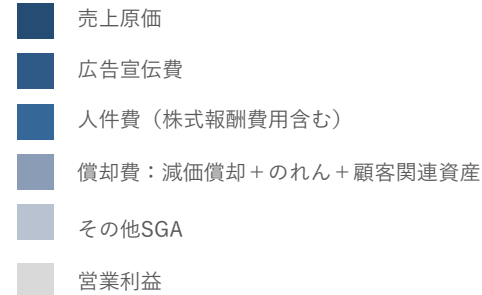 売上原価
広告宣伝費
人件費（株式報酬費用含む）
償却費：減価償却＋のれん＋顧客関連資産
その他SGA
営業利益